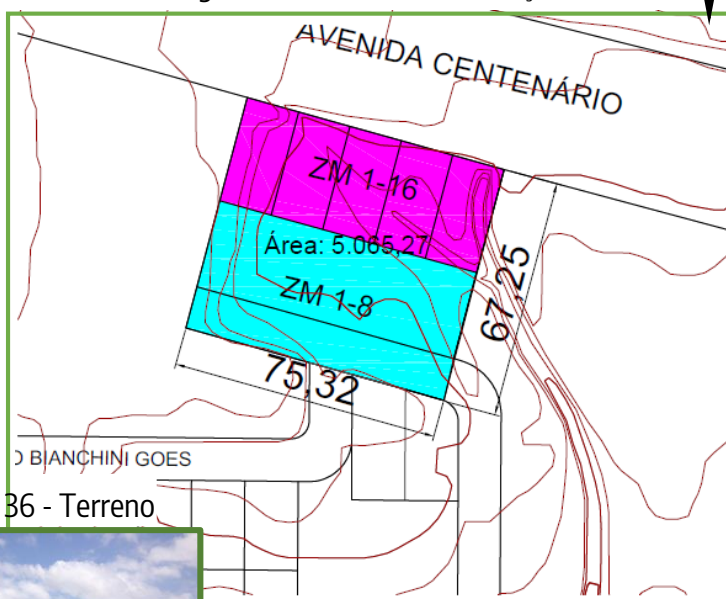 AVENIDA CENTENÁRIO
ZM 1-16
Área: 5.065,27
ZM 1-8
67,25
75,32
O BIANCHINI GOES
36 - Terreno